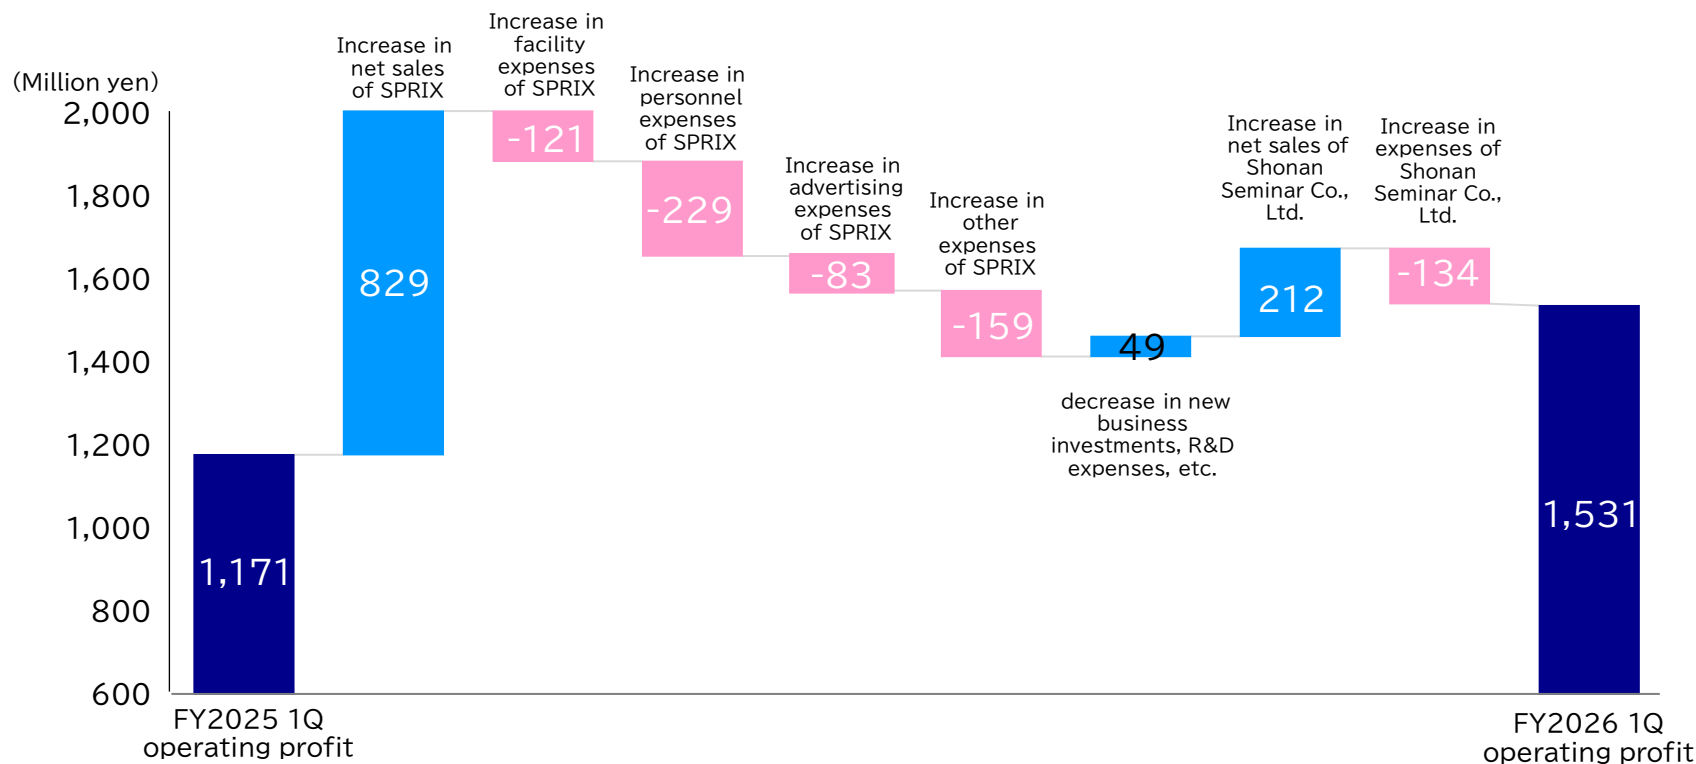 (Million yen)
2,000
1,800
1,600
1,400
1,200
1,000
800
600
1,171
FY2025 1Q
operating profit
Increase in
net sales
of SPRIX
829
Increase in
facility
expenses
of SPRIX
-121
Increase in
personnel
expenses
of SPRIX
-229
Increase in
advertising
expenses
of SPRIX
-83
Increase in
other
expenses
of SPRIX
-159
49
decrease in new
business
investments, R&D
expenses, etc.
Increase in
net sales of
Shonan
Seminar Co.,
Ltd.
212
Increase in
expenses of
Shonan
Seminar Co.,
Ltd.
-134
1,531
FY2026 1Q
operating profit